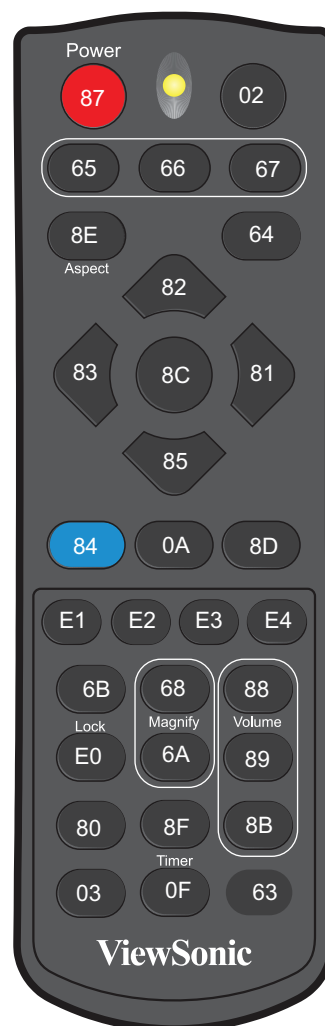 Power
87 02
65 66 67
8E 64
Aspect
82
83 8C 81
85
84 0A 8D
E1 E2 E3 E4
6B 68 88
Lock Magnify Volume
E0 6A 89
80 8F 8B
Timer
03 0F 63
ViewSonic